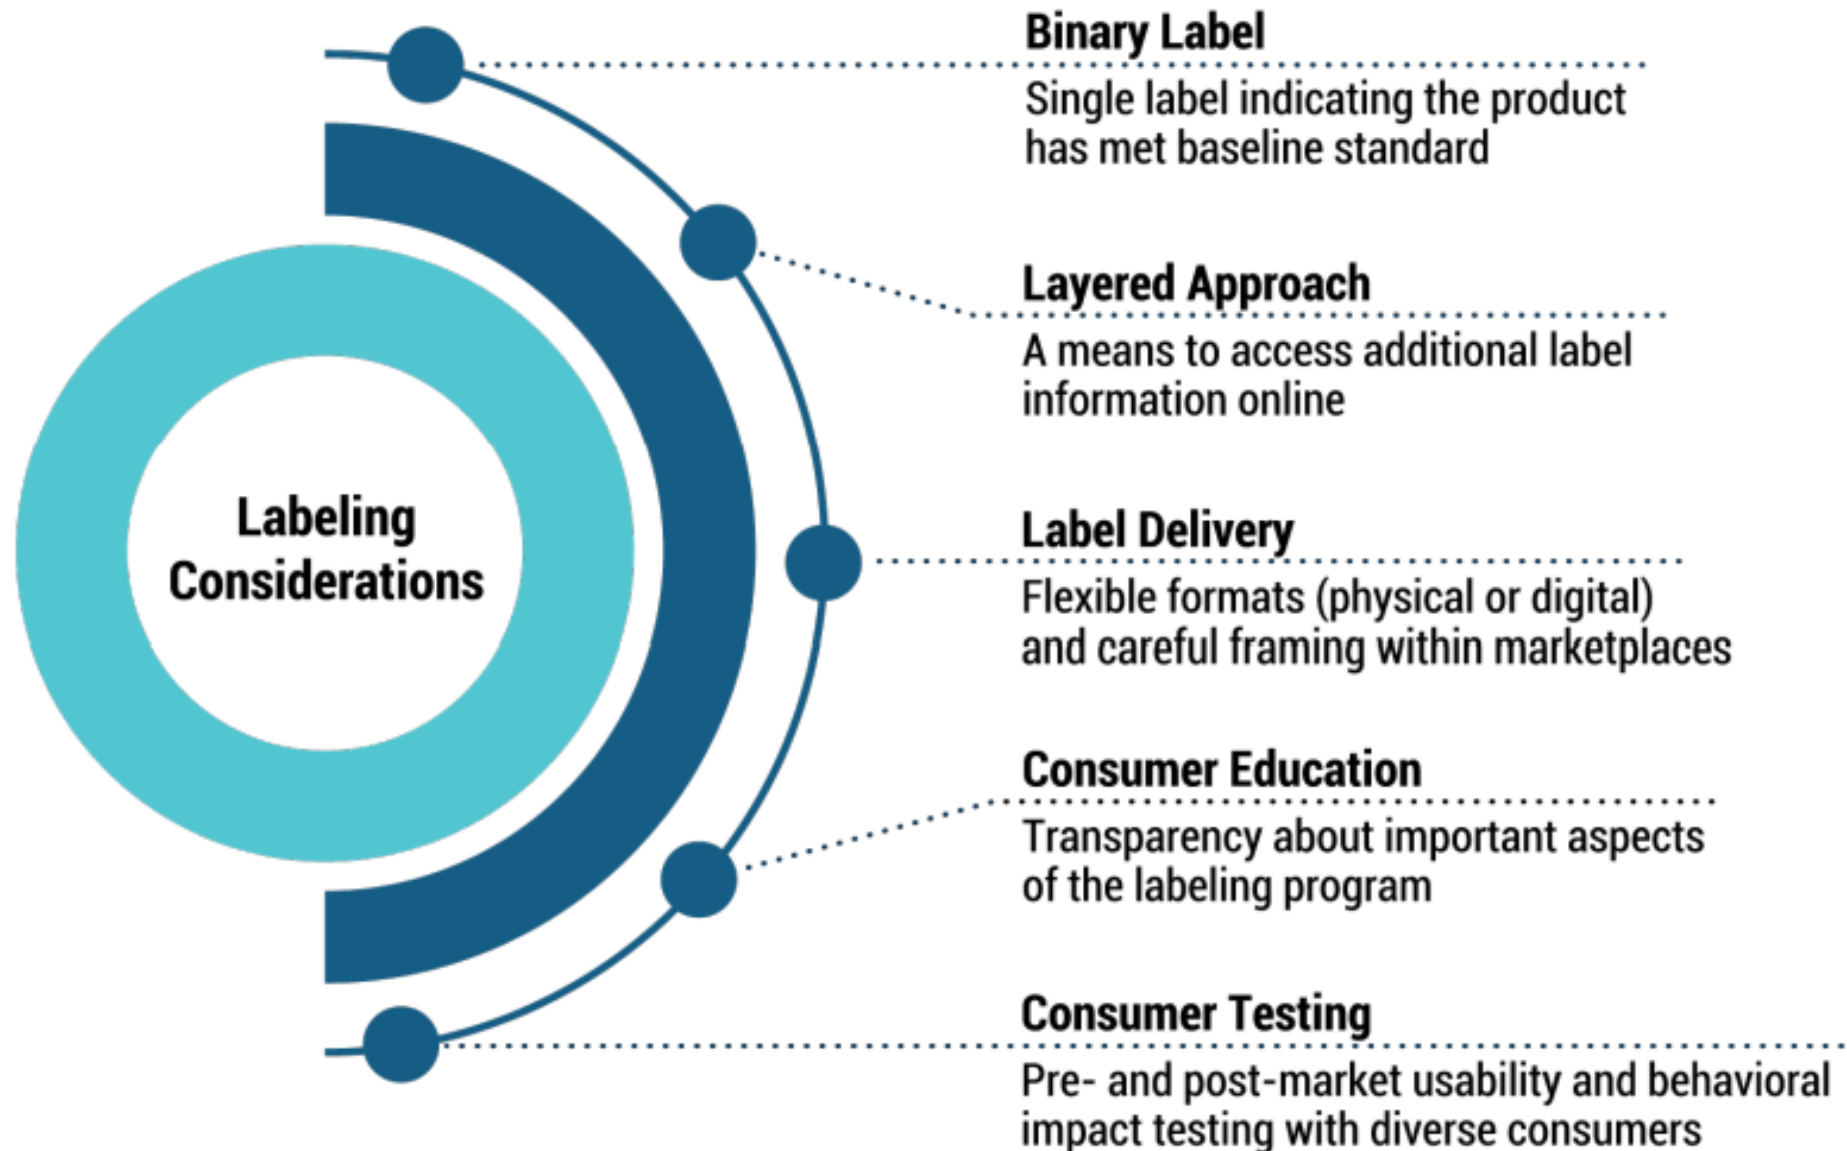 Labeling
Considerations
Binary Label
Single label indicating the product
has met baseline standard
Layered Approach
A means to access additional label
information online
Label Delivery
Flexible formats (physical or digital)
and careful framing within marketplaces
Consumer Education
Transparency about important aspects
of the labeling program
Consumer Testing
Pre- and post-market usability and behavioral
impact testing with diverse consumers